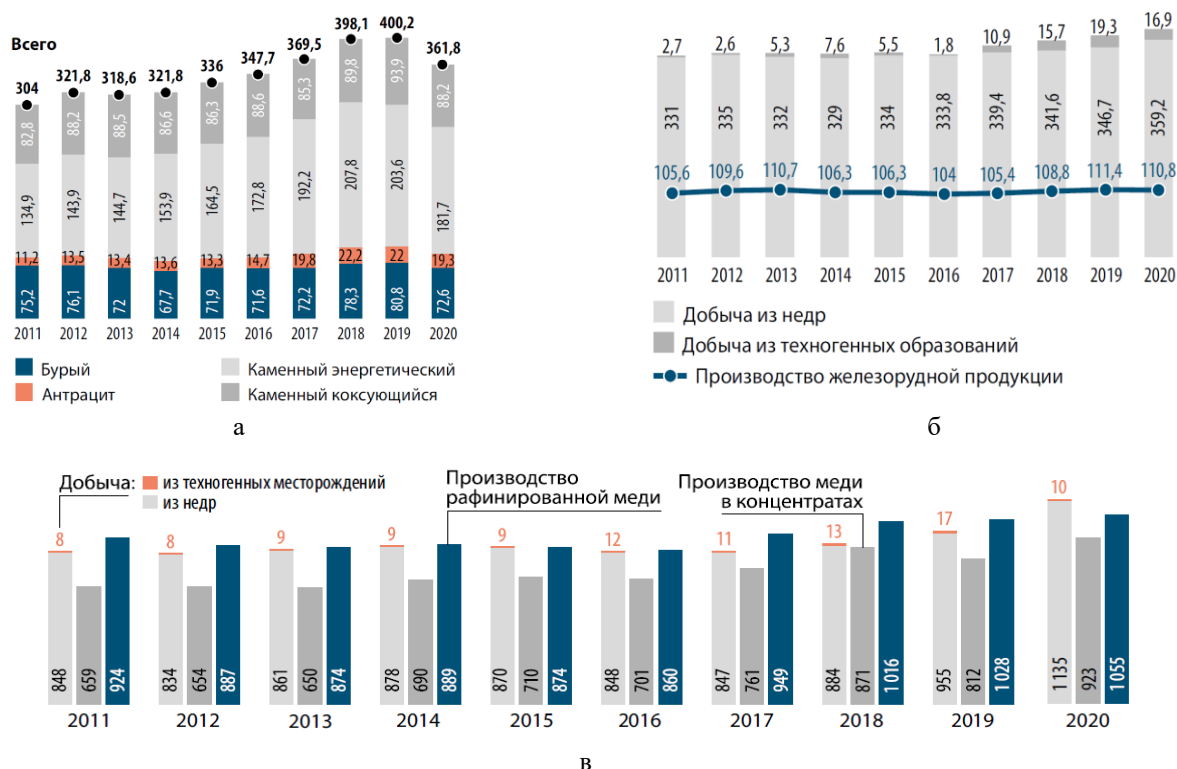 Всего
304 321,8 318,6 321,8 336 347,7 369,5 398,1 400,2 361,8
82,8 88,2 88,5 86,6 86,3 88,6 85,3 89,8 93,9 88,2
134,9 143,9 144,7 153,9 164,5 172,8 192,2 207,8 203,6 181,7
11,2 13,5 13,4 13,6 13,3 14,7 19,8 22,2 22 19,3
75,2 76,1 72 67,7 71,9 71,6 72,2 78,3 80,8 72,6
2011 2012 2013 2014 2015 2016 2017 2018 2019 2020
Бурый Каменный энергетический
Антрацит Каменный коксующийся
а
2,7 2,6 5,3 7,6 5,5 1,8 10,9 15,7 19,3 16,9
331 335 332 329 334 333,8 339,4 341,6 346,7 359,2
105,6 109,6 110,7 106,3 106,3 104 105,4 108,8 111,4 110,8
2011 2012 2013 2014 2015 2016 2017 2018 2019 2020
Добыча из недр
Добыча из техногенных образований
Производство железорудной продукции
б
Добыча: из техногенных месторождений
из недр
Производство
рафинированной меди
Производство меди
в концентратах
8 8 9 9 9 12 11 13 17 10
848 659 924 834 654 887 861 650 874 878 690 889 870 710 874 848 701 860 847 761 949 884 871 1 016 955 812 1 028 1 135 923 1 055
2011 2012 2013 2014 2015 2016 2017 2018 2019 2020
в